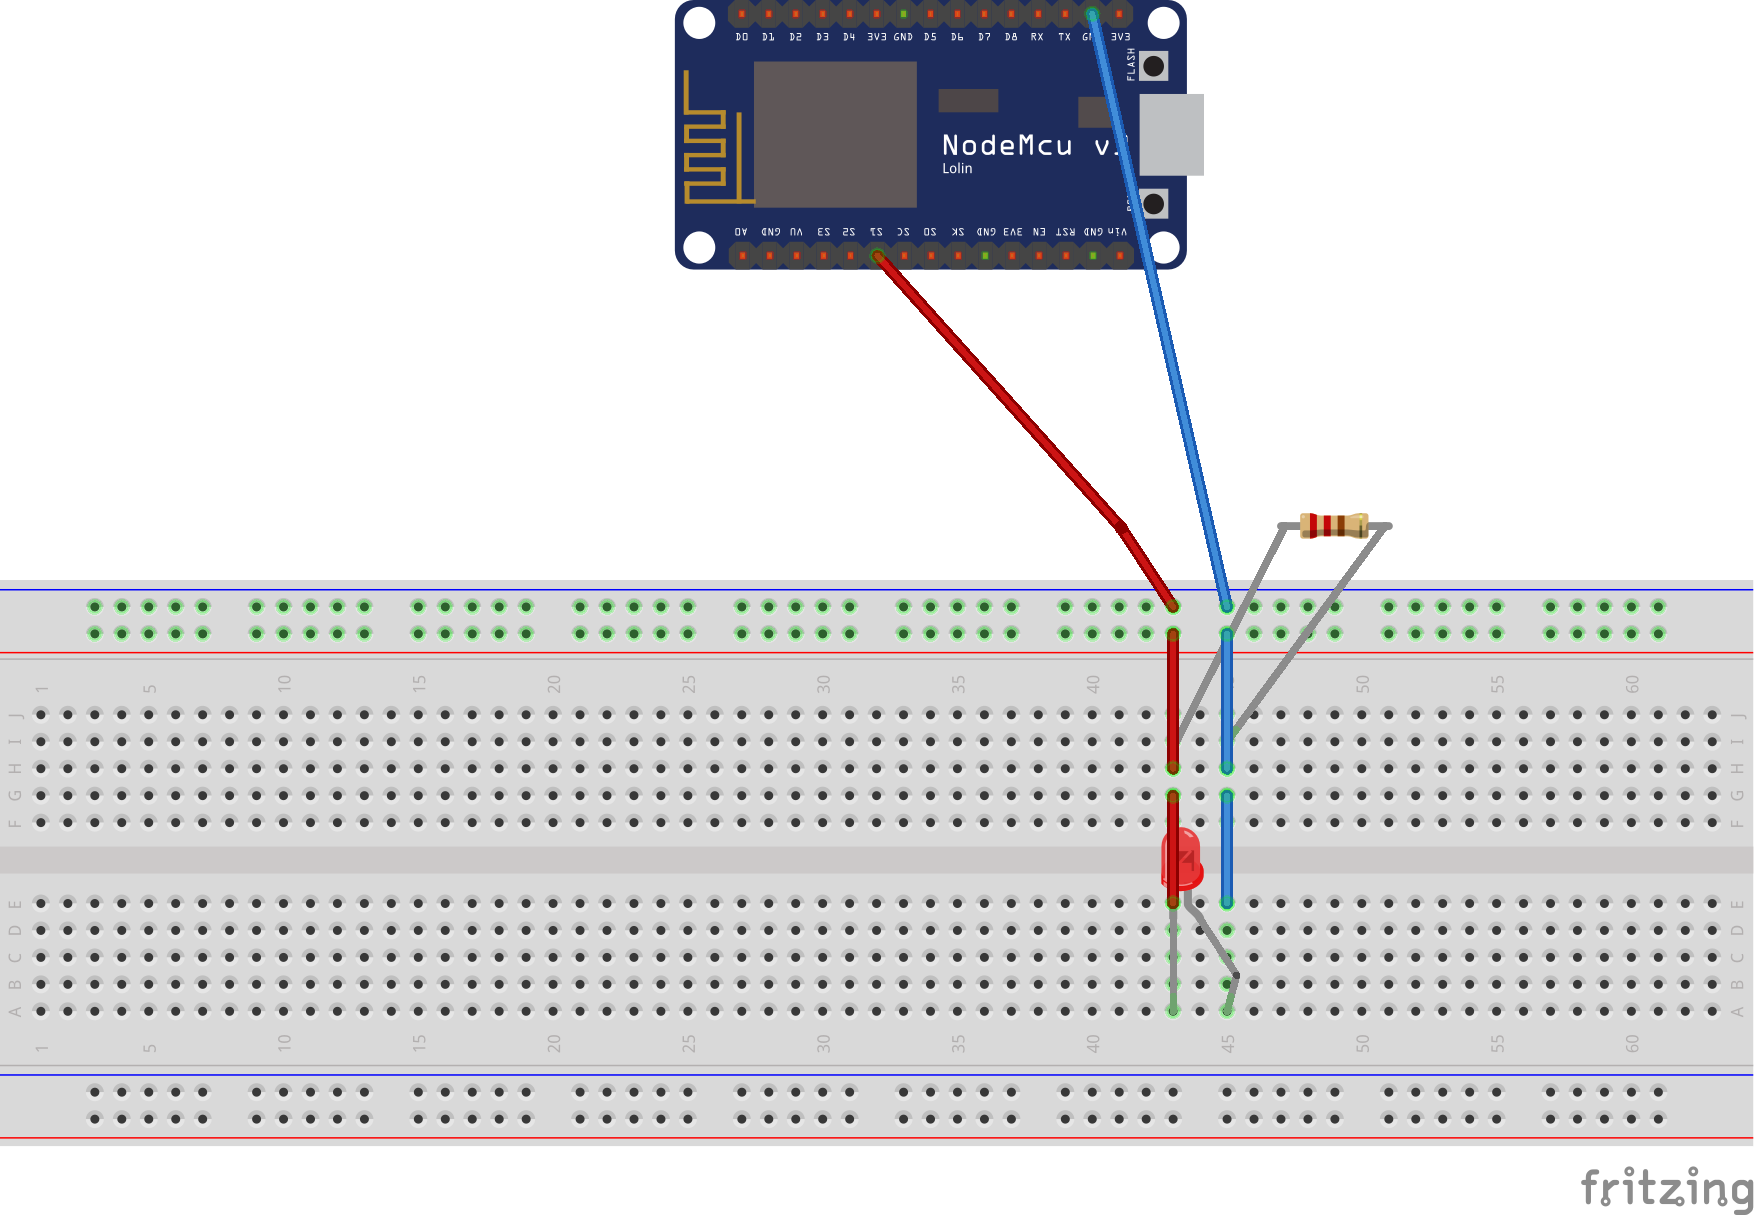 D0 D1 D2 D3 D4 3V3 GND D5 D6 D7 D8 RX TX 3V3
FLASH
NodeMcu
Lolin
A0 GND VU S3 S2 S1 SC SO SK GND 3V3 EN RST GND Vin
1 5 10 15 20 25 30 35 40 50 55 60
J J
I I
H H
G G
F F
E E
D D
C C
B B
A A
1 5 10 15 20 25 30 35 40 45 50 55 60
fritzing